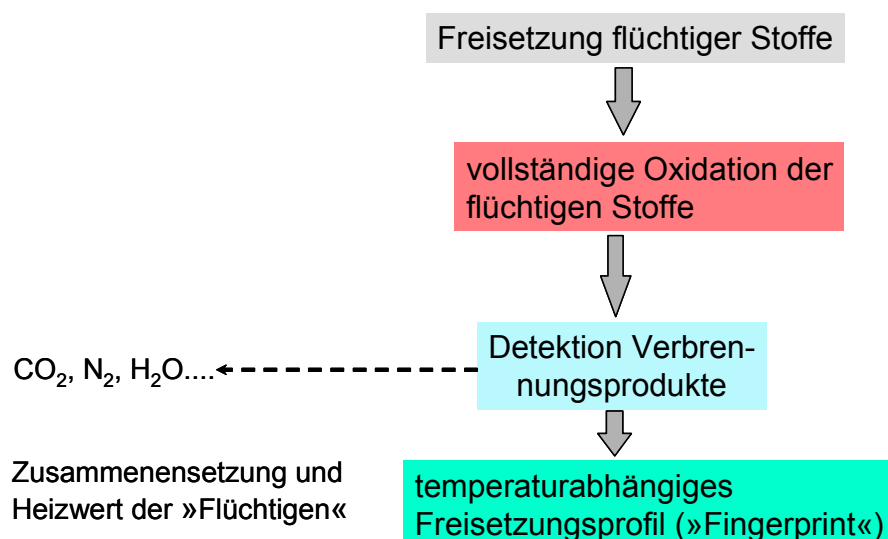 Freisetzung flüchtiger Stoffe
vollständige Oxidation der
flüchtigen Stoffe
Detektion Verbren-
nungsprodukte
CO₂, N₂, H₂O....
Zusammenensetzung und
Heizwert der »Flüchtigen«
temperaturabhängiges
Freisetzungsprofil (»Fingerprint«)